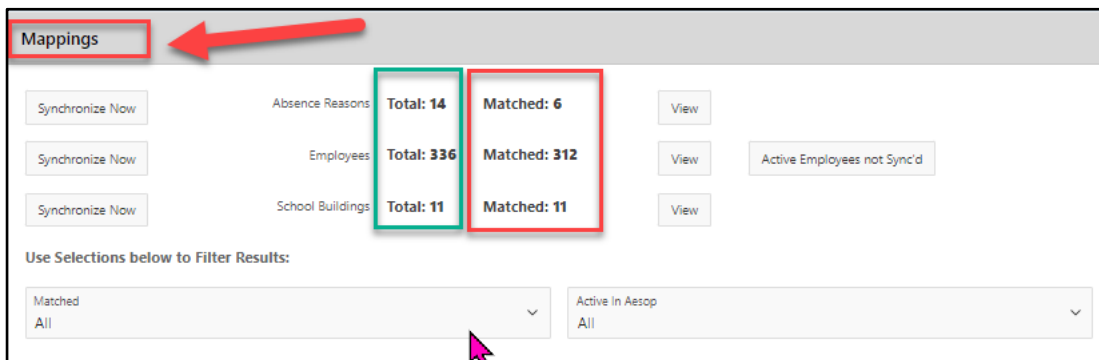 Mappings
Synchronize Now Absence Reasons Total: 14 Matched: 6 View
Synchronize Now Employees Total: 336 Matched: 312 View Active Employees not Sync'd
Synchronize Now School Buildings Total: 11 Matched: 11 View
Use Selections below to Filter Results:
Matched Active In Aesop
All All